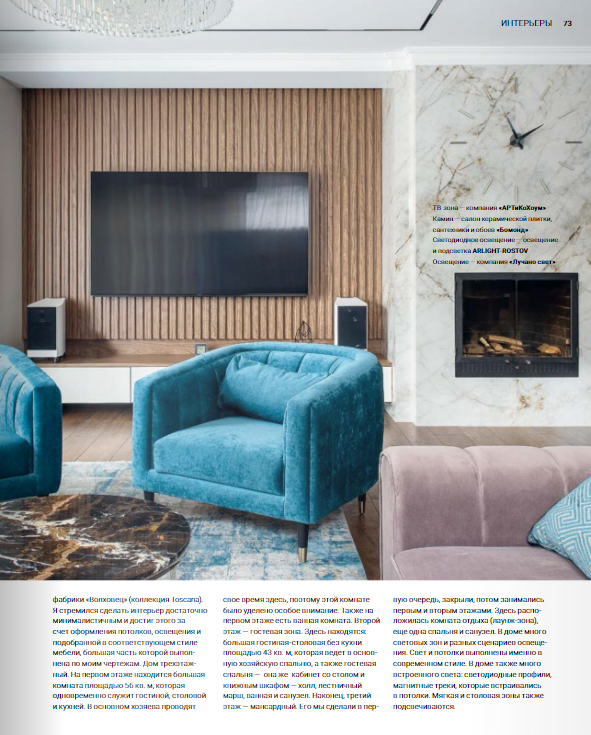 ИНТЕРЬЕРЫ 73
ТВ зона — компания «АРТиКоХоум»
Камин — салон керамической плитки,
сантехники и обоев «Бомонд»
Светодиодное освещение — освещение
и подсветка ARLIGHT-ROSTOV
Освещение — компания «Лучано свет»
фабрики «Волховец» (коллекция Toscana).
Я стремился сделать интерьер достаточно
минималистичным и достиг этого за
счет оформления потолков, освещения и
подобранной в соответствующем стиле
мебели, большая часть которой выпол-
нена по моим чертежам. Дом трехэтаж-
ный. На первом этаже находится большая
комната площадью 56 кв. м, которая
одновременно служит гостиной, столовой
и кухней. В основном хозяева проводят
свое время здесь, поэтому этой комнате
было уделено особое внимание. Также на
первом этаже есть ванная комната. Второй
этаж — гостевая зона. Здесь находятся:
большая гостиная-столовая без кухни
площадью 43 кв. м, которая ведет в основ-
ную хозяйскую спальню, а также гостевая
спальня — она же кабинет со столом и
книжным шкафом — холл, лестничный
марш, ванная и санузел. Наконец, третий
этаж — мансардный. Его мы сделали в пер-
вую очередь, закрыли, потом занимались
первым и вторым этажами. Здесь распо-
ложилась комната отдыха (лаунж-зона),
еще одна спальня и санузел. В доме много
световых зон и разных сценариев освеще-
ния. Свет и потолки выполнены именно в
современном стиле. В доме также много
встроенного света: светодиодные профили,
магнитные треки, которые встраивались
в потолки. Мягкая и столовая зоны также
подсвечиваются.